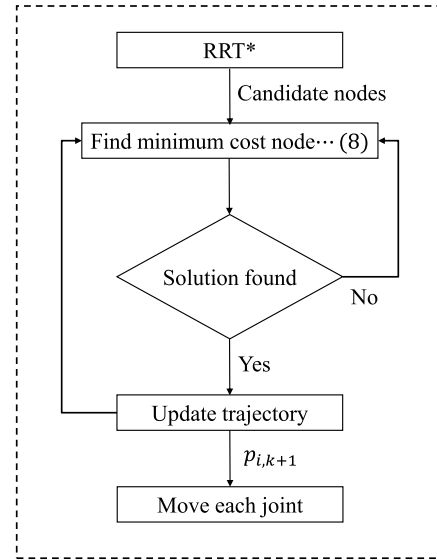 RRT*
Candidate nodes
Find minimum cost node⋯ (8)
Solution found
No
Yes
Update trajectory
p_{i,k+1}
Move each joint